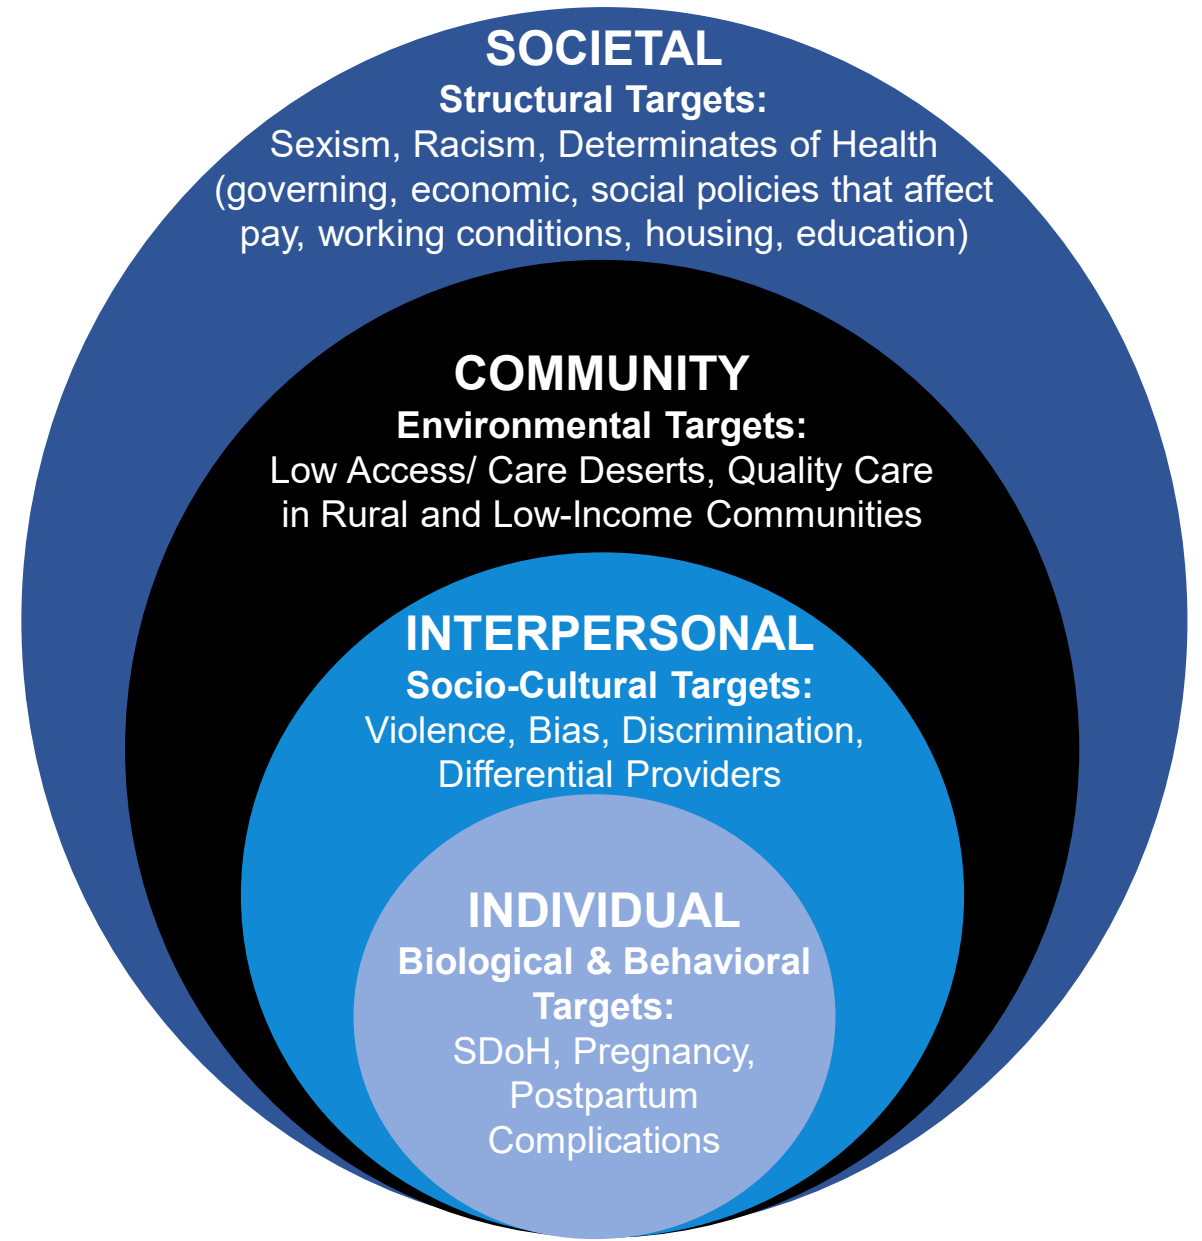 SOCIETAL
Structural Targets:
Sexism, Racism, Determinates of Health
(governing, economic, social policies that affect
pay, working conditions, housing, education)
COMMUNITY
Environmental Targets:
Low Access/ Care Deserts, Quality Care
in Rural and Low-Income Communities
INTERPERSONAL
Socio-Cultural Targets:
Violence, Bias, Discrimination,
Differential Providers
INDIVIDUAL
Biological & Behavioral
Targets:
SDoH, Pregnancy,
Postpartum
Complications